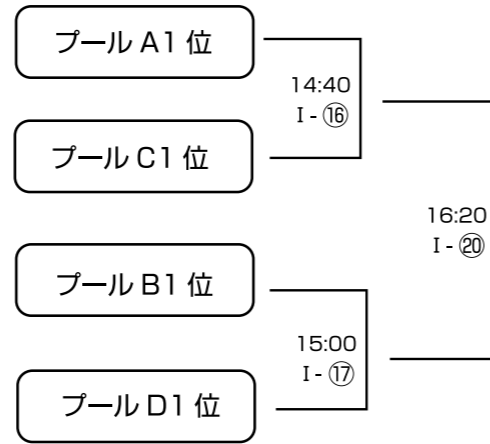 プール A1 位
14:40
I - ⑯
プール C1 位
16:20
I - ⑳
プール B1 位
15:00
I - ⑰
プール D1 位